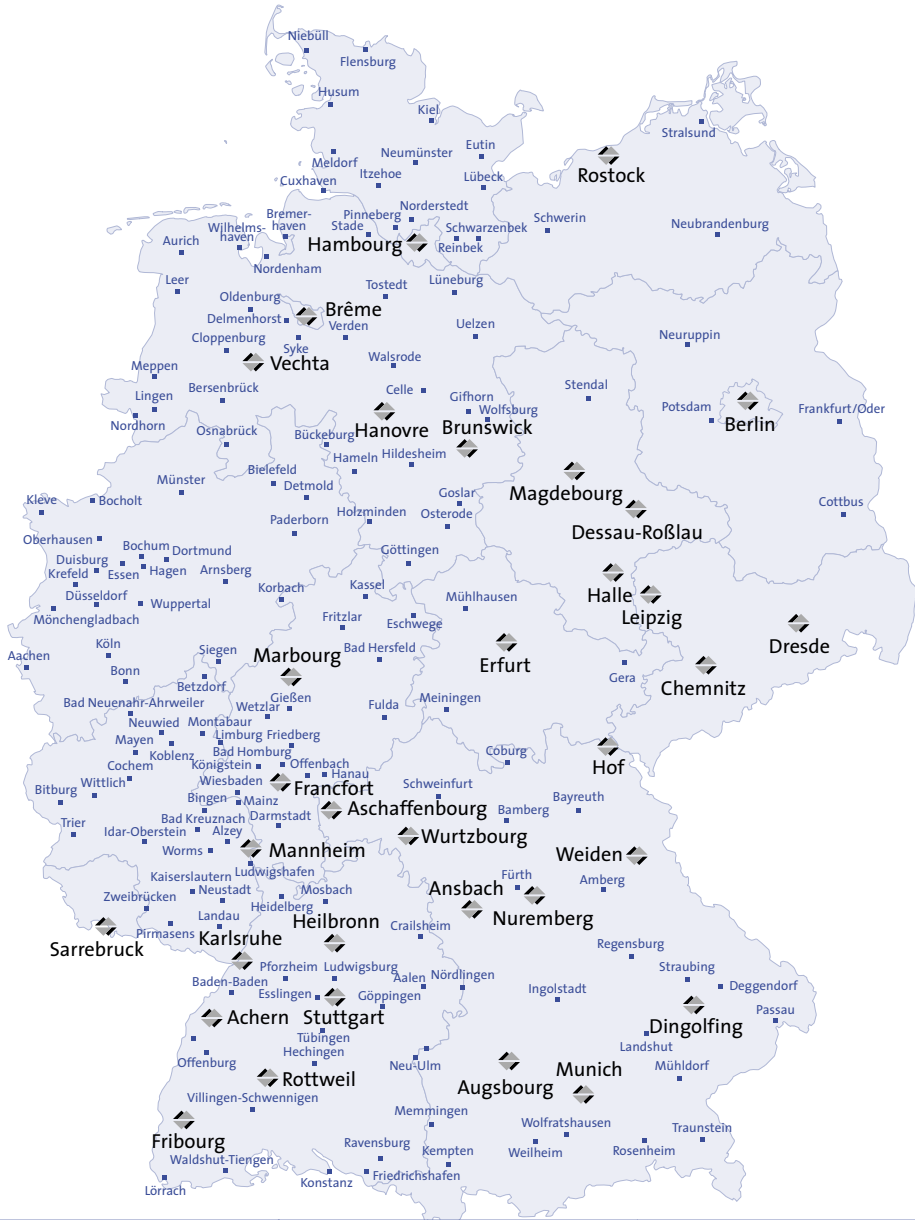 Niebüll
Flensburg
Husum
Kiel
Stralsund
Eutin
Neumünster
Meldorf
Rostock
Itzehoe
Lübeck
Cuxhaven
Norderstedt
Bremer-
haven
Pinneberg
Schwerin
Wilhelms-
haven
Stade
Schwarzenbek
Neubrandenburg
Aurich
Hambourg
Reinbek
Nordenham
Leer
Tostedt
Lüneburg
Oldenburg
Brême
Delmenhorst
Verden
Uelzen
Cloppenburg
Syke
Neuruppin
Vechta
Walsrode
Meppen
Bersenbrück
Celle
Stendal
Lingen
Gifhorn
Potsdam
Frankfurt/Oder
Wolfsburg
Nordhorn
Hanovre
Brunswick
Berlin
Osnabrück
Bückeburg
Hameln
Hildesheim
Bielefeld
Münster
Detmold
Goslar
Magdebourg
Kleve
Bocholt
Holzminden
Osterode
Cottbus
Paderborn
Dessau-Roßlau
Oberhausen
Bochum
Dortmund
Göttingen
Duisburg
Krefeld
Essen
Hagen
Arnsberg
Korbach
Kassel
Halle
Düsseldorf
Wuppertal
Mühlhausen
Leipzig
Mönchengladbach
Fritzlar
Eschwege
Köln
Siegen
Marbourg
Bad Hersfeld
Dresde
Aachen
Erfurt
Bonn
Gera
Betzdorf
Chemnitz
Bad Neuenahr-Ahrweiler
Gießen
Wetzlar
Fulda
Meiningen
Neuwied
Montabaur
Mayen
Limburg
Friedberg
Koblenz
Bad Homburg
Coburg
Cochem
Königstein
Offenbach
Hof
Hanau
Wittlich
Wiesbaden
Francfort
Schweinfurt
Bitburg
Bingen
Mainz
Aschaffenbourg
Bayreuth
Bad Kreuznach
Darmstadt
Bamberg
Trier
Idar-Oberstein
Alzey
Wurtzbourg
Worms
Mannheim
Weiden
Kaiserslautern
Ludwigshafen
Fürth
Amberg
Zweibrücken
Neustadt
Mosbach
Ansbach
Heidelberg
Landau
Heilbronn
Nuremberg
Pirmasens
Crailsheim
Sarrebruck
Karlsruhe
Regensburg
Pforzheim
Ludwigsburg
Straubing
Baden-Baden
Aalen
Nördlingen
Deggendorf
Esslingen
Göppingen
Ingolstadt
Achern
Stuttgart
Passau
Dingolfing
Tübingen
Landshut
Hechingen
Offenburg
Neu-Ulm
Mühldorf
Rottweil
Augsbourg
Munich
Villingen-Schwennigen
Memmingen
Fribourg
Wolfratshausen
Traunstein
Ravensburg
Kempten
Weilheim
Rosenheim
Waldshut-Tiengen
Friedrichshafen
Lörrach
Konstanz